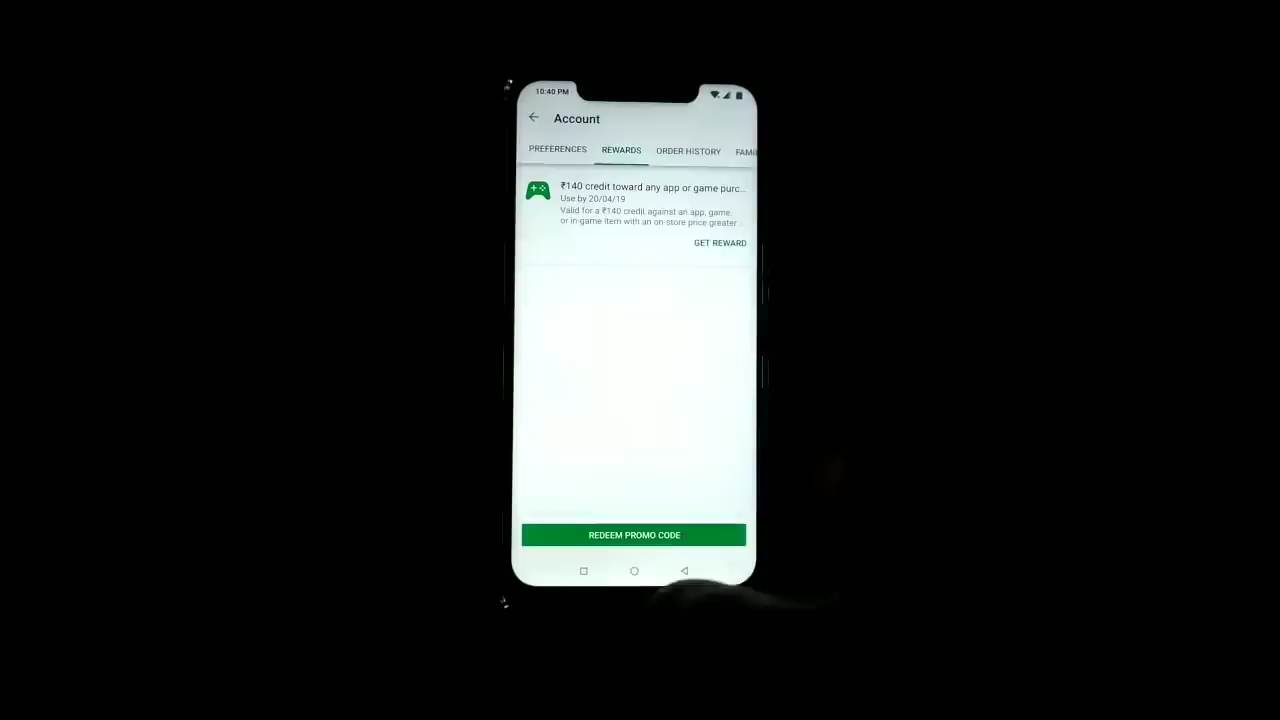 10:40 PM
Account
PREFERENCES REWARDS ORDER HISTORY FAMI
₹140 credit toward any app or game purc...
Use by 20/04/19
Valid for a ₹140 credit against an app, game,
or in-game item with an on-store price greater ...
GET REWARD
REDEEM PROMO CODE